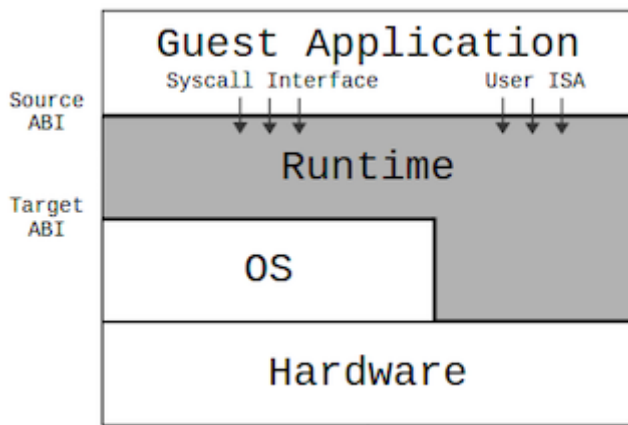 Guest Application
Syscall Interface User ISA
Source
ABI
Runtime
Target
ABI
OS
Hardware